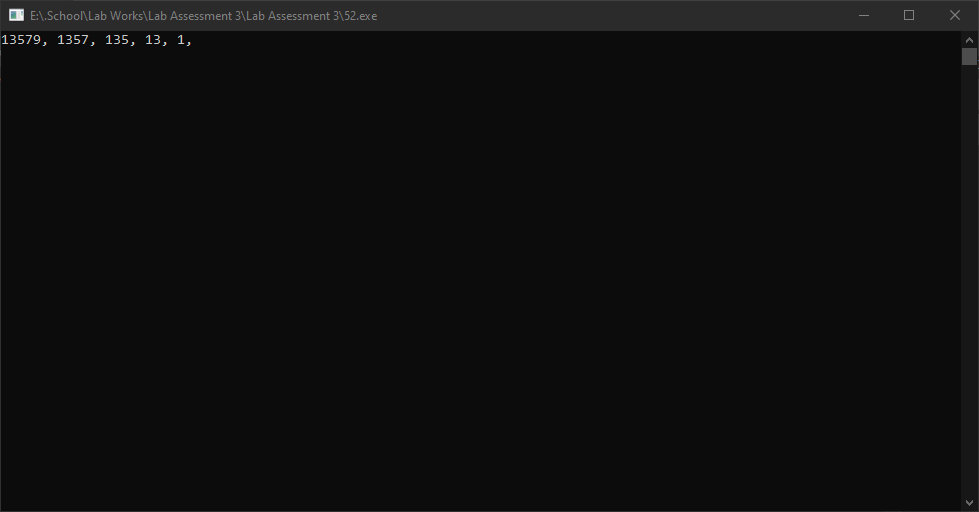 E:\.School\Lab Works\Lab Assessment 3\Lab Assessment 3\52.exe
13579, 1357, 135, 13, 1,